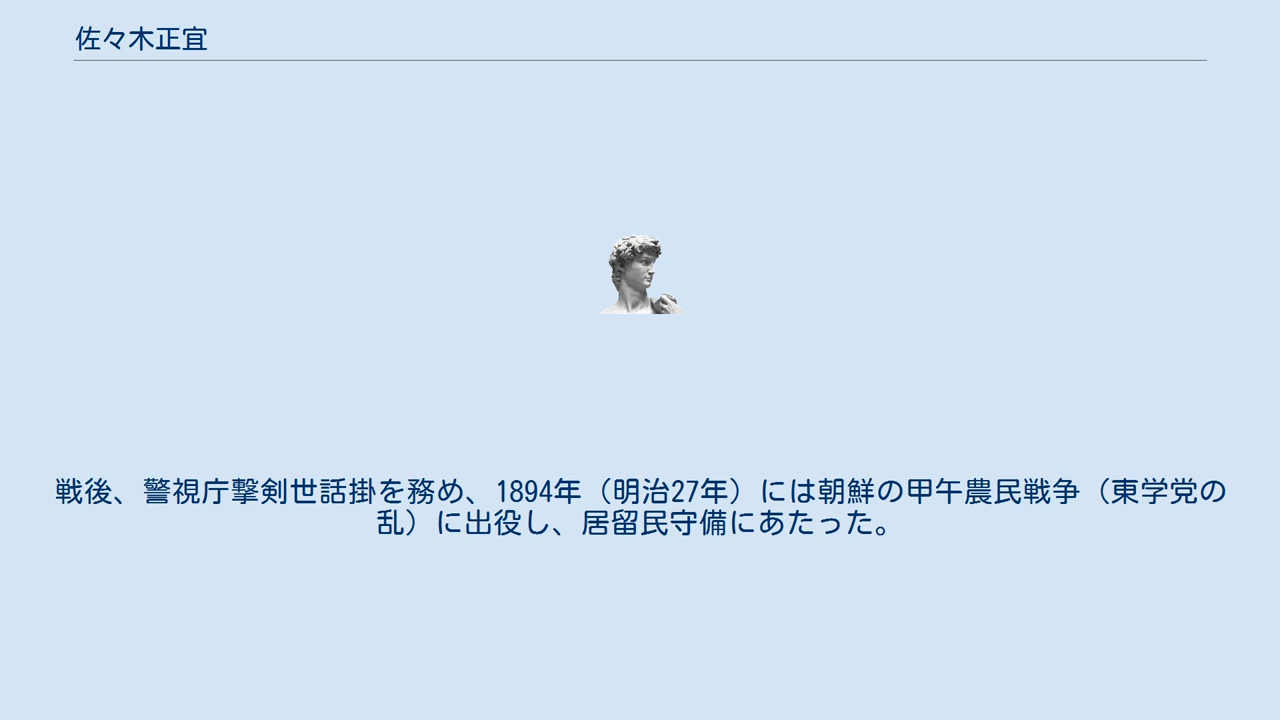 佐々木正宜
戦後、警視庁撃剣世話掛を務め、1894年（明治27年）には朝鮮の甲午農民戦争（東学党の
乱）に出役し、居留民守備にあたった。